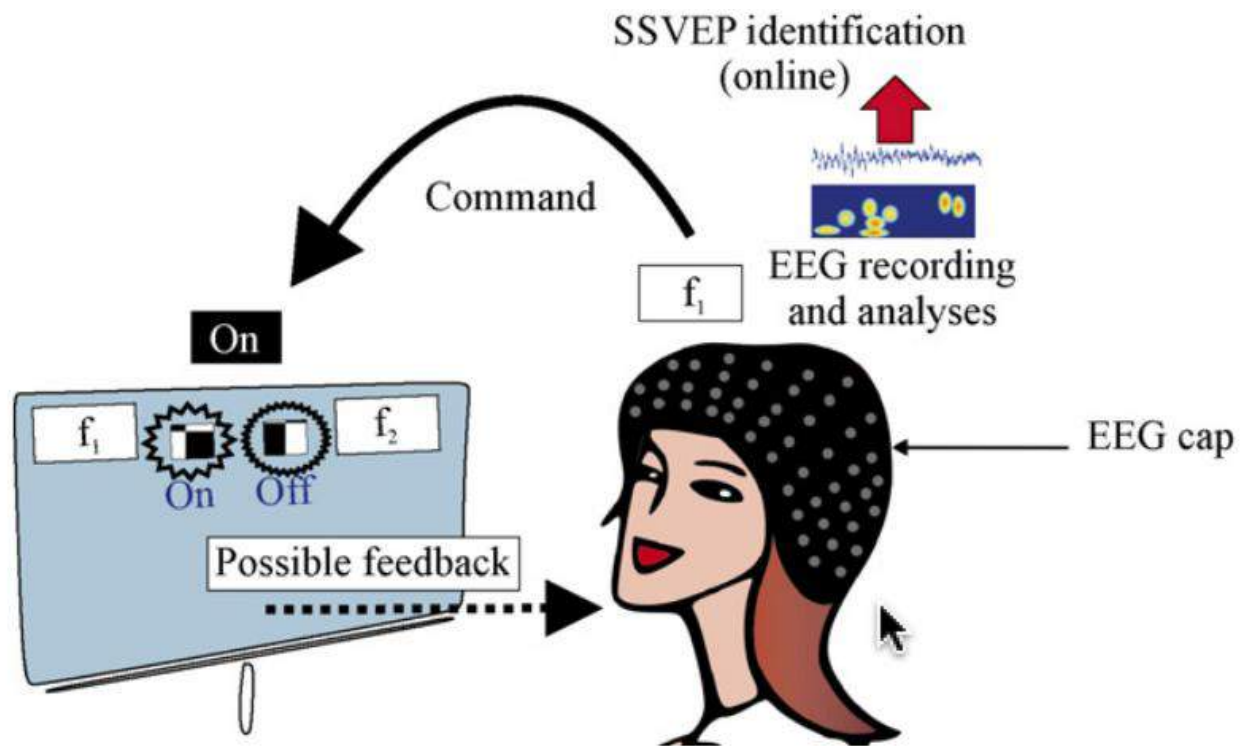 SSVEP identification
(online)
Command
EEG recording
and analyses
f₁
On
f₁
f₂
On
Off
EEG cap
Possible feedback